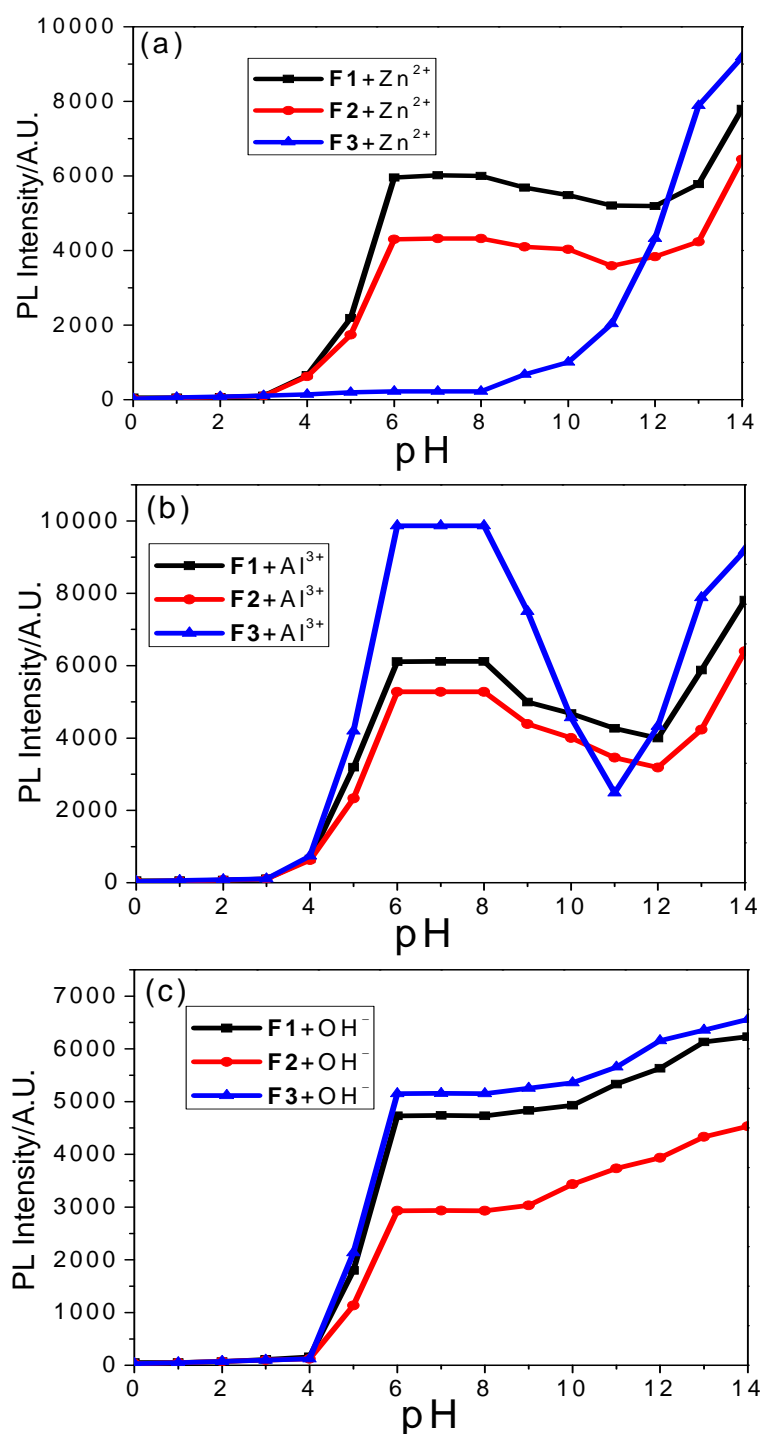 (a)
F1+Zn²⁺
F2+Zn²⁺
F3+Zn²⁺
PL Intensity/A.U.
10000
8000
6000
4000
2000
0
0 2 4 6 8 10 12 14
pH
(b)
F1+Al³⁺
F2+Al³⁺
F3+Al³⁺
PL Intensity/A.U.
10000
8000
6000
4000
2000
0
0 2 4 6 8 10 12 14
pH
(c)
F1+OH⁻
F2+OH⁻
F3+OH⁻
PL Intensity/A.U.
7000
6000
5000
4000
3000
2000
1000
0
0 2 4 6 8 10 12 14
pH